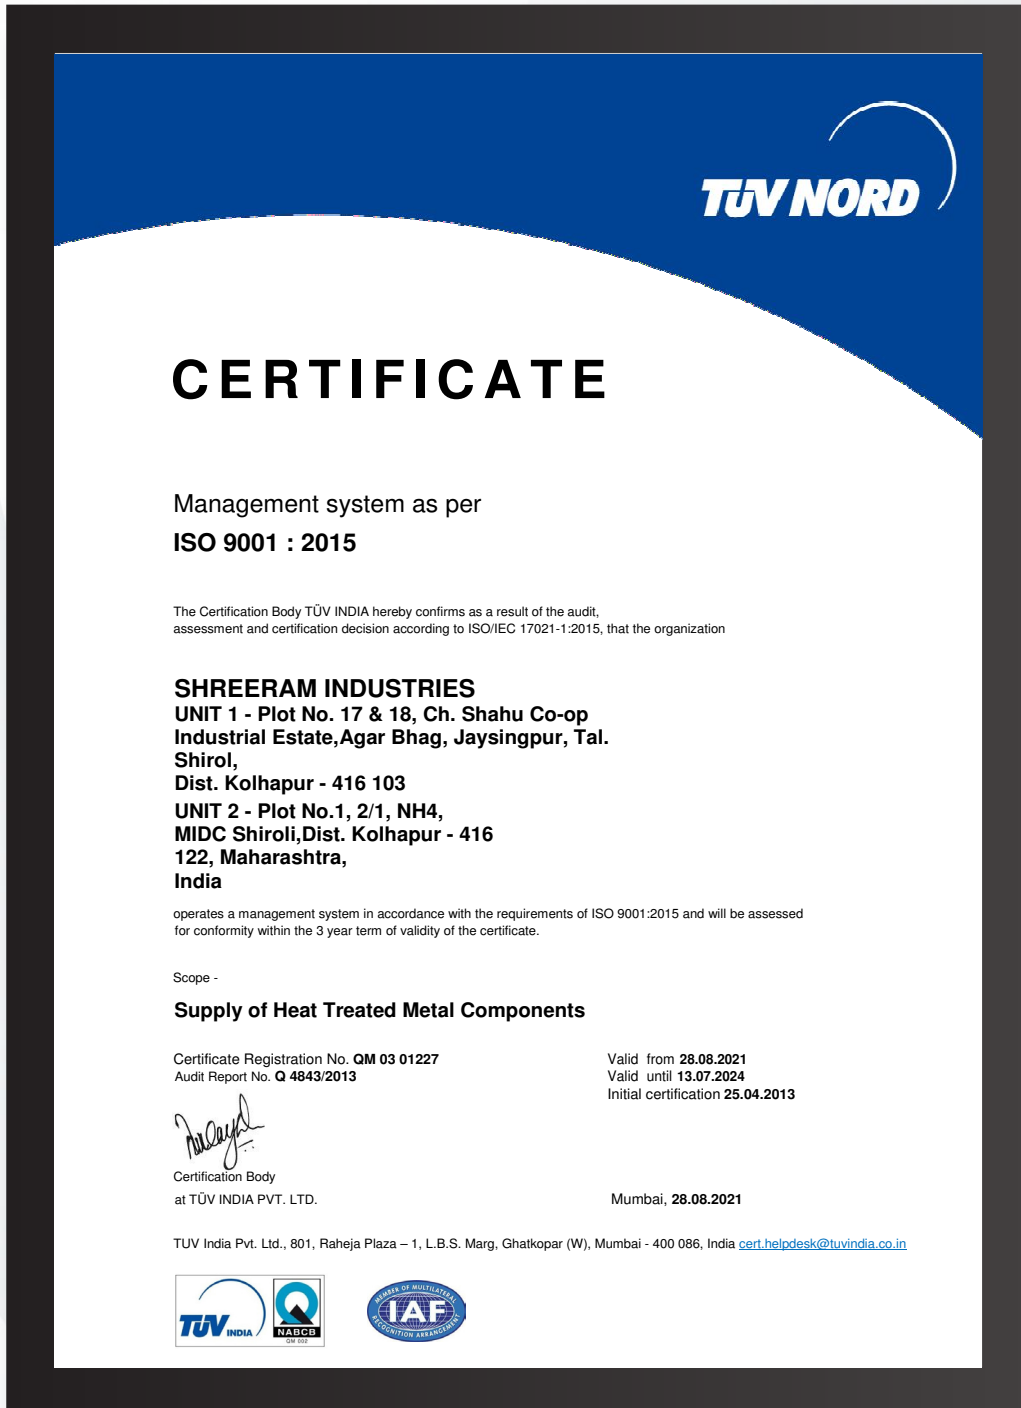 TÜV NORD
CERTIFICATE
Management system as per
ISO 9001 : 2015
The Certification Body TÜV INDIA hereby confirms as a result of the audit,
assessment and certification decision according to ISO/IEC 17021-1:2015, that the organization
SHREERAM INDUSTRIES
UNIT 1 - Plot No. 17 & 18, Ch. Shahu Co-op
Industrial Estate,Agar Bhag, Jaysingpur, Tal.
Shirol,
Dist. Kolhapur - 416 103
UNIT 2 - Plot No.1, 2/1, NH4,
MIDC Shiroli,Dist. Kolhapur - 416
122, Maharashtra,
India
operates a management system in accordance with the requirements of ISO 9001:2015 and will be assessed
for conformity within the 3 year term of validity of the certificate.
Scope -
Supply of Heat Treated Metal Components
Certificate Registration No. QM 03 01227
Audit Report No. Q 4843/2013
Valid from 28.08.2021
Valid until 13.07.2024
Initial certification 25.04.2013
Certification Body
at TÜV INDIA PVT. LTD.
Mumbai, 28.08.2021
TUV India Pvt. Ltd., 801, Raheja Plaza – 1, L.B.S. Marg, Ghatkopar (W), Mumbai - 400 086, India cert.helpdesk@tuvindia.co.in
TÜV INDIA
NABCB
QM 002
MEMBER OF MULTILATERAL
IAF
RECOGNITION ARRANGEMENT